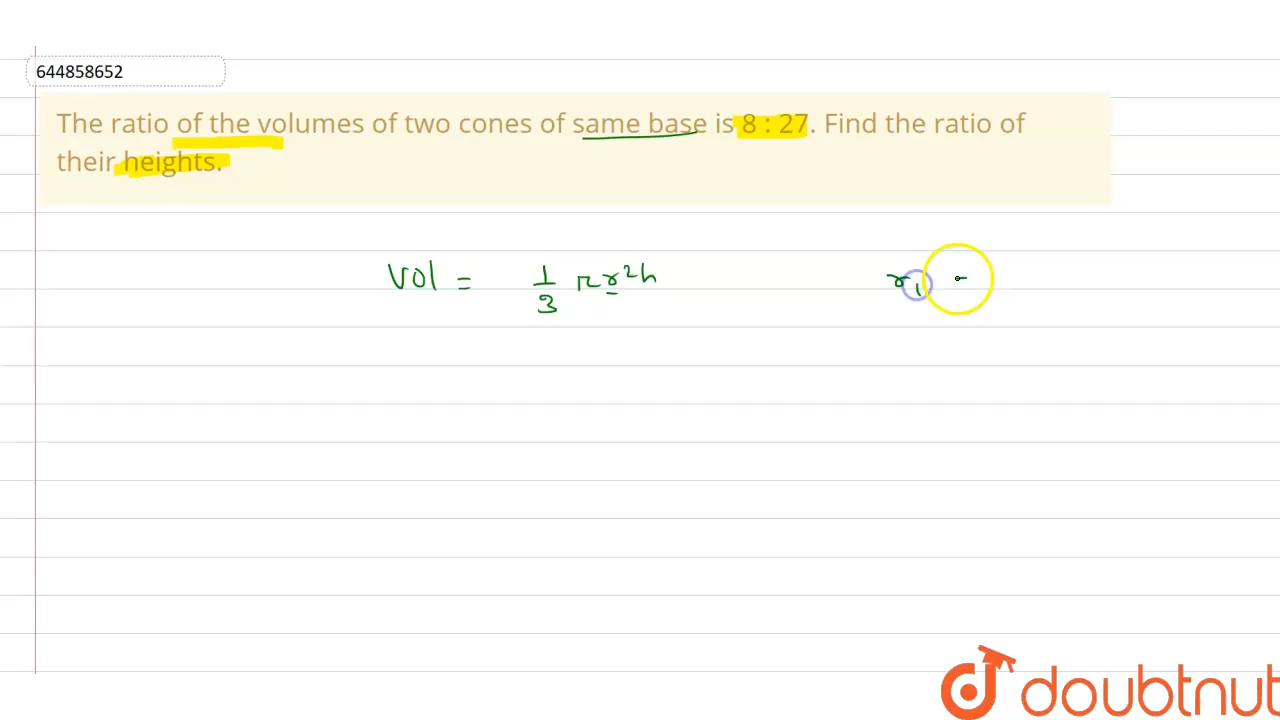 644858652
The ratio of the volumes of two cones of same base is 8 : 27. Find the ratio of
their heights.
Vol = 1/3 πr²h r₁ =
doubtnut